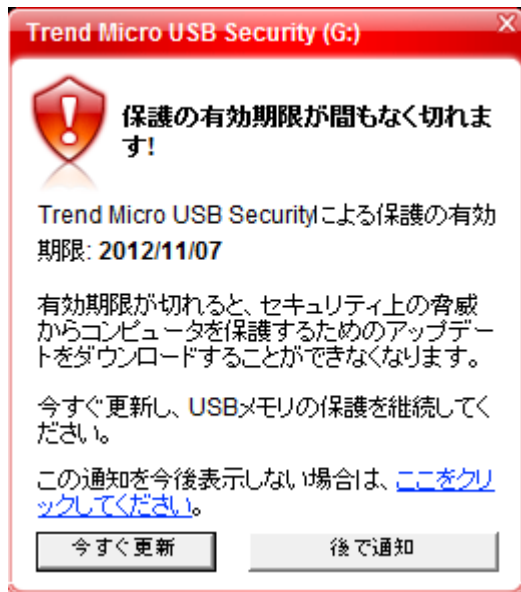 Trend Micro USB Security (G:)
保護の有効期限が間もなく切れま
す!
Trend Micro USB Securityによる保護の有効
期限: 2012/11/07
有効期限が切れると、セキュリティ上の脅威
からコンピュータを保護するためのアップデー
トをダウンロードすることができなくなります。
今すぐ更新し、USBメモリの保護を継続してく
ださい。
この通知を今後表示しない場合は、ここをクリ
ックしてください。
今すぐ更新
後で通知